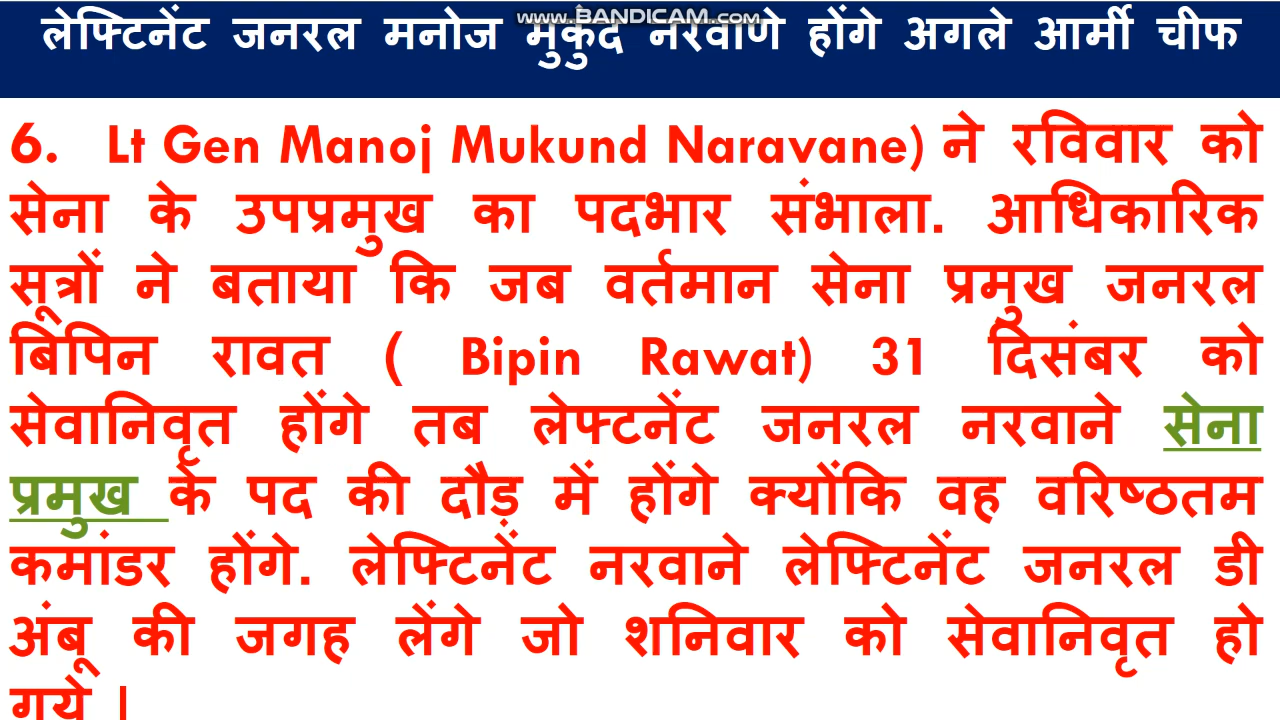 www.BANDICAM.com
लेफ्टिनेंट जनरल मनोज मुकुंद नरवाणे होंगे अगले आर्मी चीफ
6. Lt Gen Manoj Mukund Naravane) ने रविवार को
सेना के उपप्रमुख का पदभार संभाला. आधिकारिक
सूत्रों ने बताया कि जब वर्तमान सेना प्रमुख जनरल
बिपिन रावत ( Bipin Rawat) 31 दिसंबर को
सेवानिवृत होंगे तब लेफ्टनेंट जनरल नरवाने सेना
प्रमुख के पद की दौड़ में होंगे क्योंकि वह वरिष्ठतम
कमांडर होंगे. लेफ्टिनेंट नरवाने लेफ्टिनेंट जनरल डी
अंबू की जगह लेंगे जो शनिवार को सेवानिवृत हो
गये |